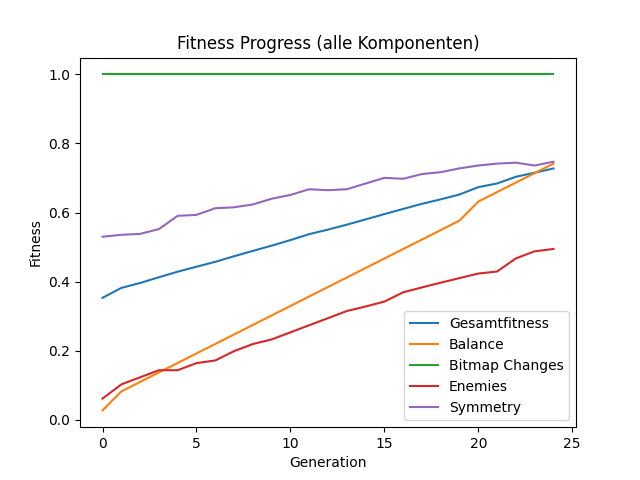 Fitness Progress (alle Komponenten)
1.0
0.8
0.6
0.4
0.2
0.0
Fitness
Gesamtfitness
Balance
Bitmap Changes
Enemies
Symmetry
0 5 10 15 20 25
Generation